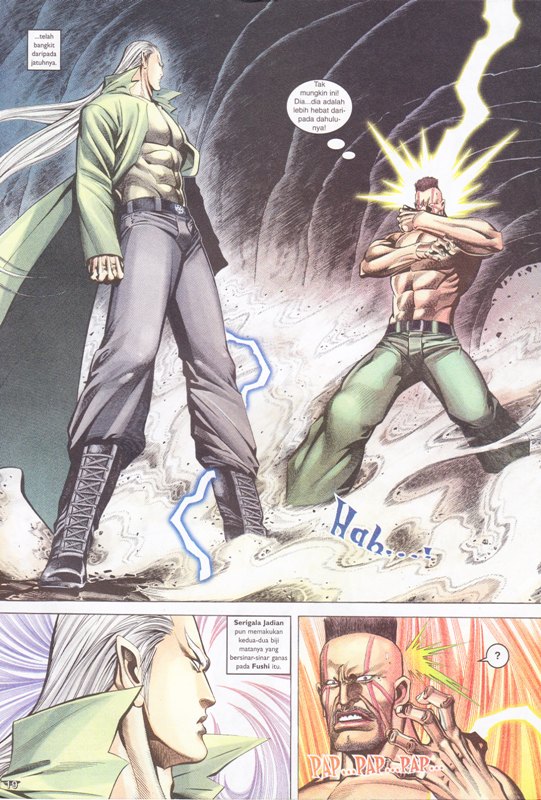 ...telah
bangkit
daripada
jatuhnya.
Tak
mungkin ini!
Dia...dia adalah
lebih hebat dari-
pada dahulu-
nya!
Hah...!
Serigala Jadian
pun memakukan
kedua-dua biji
matanya yang
bersinar-sinar ganas
pada Fushi itu.
?
PAP...PAP...PAP...
10